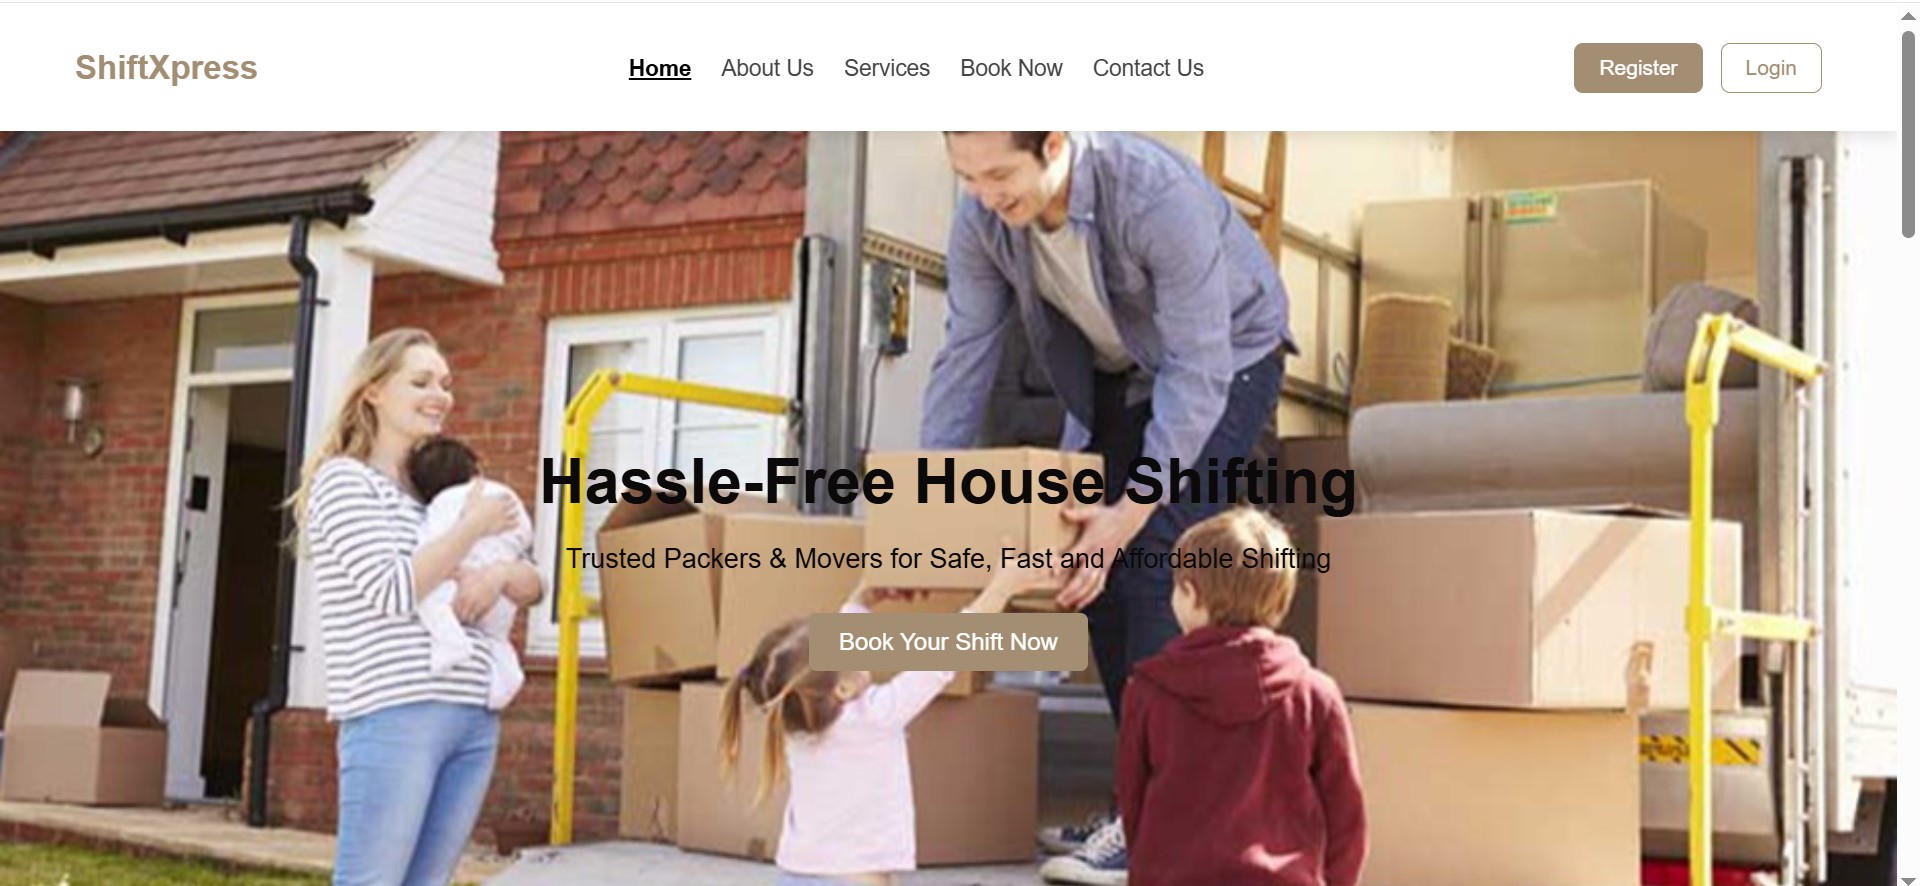 ShiftXpress
Home About Us Services Book Now Contact Us
Register Login
Hassle-Free House Shifting
Trusted Packers & Movers for Safe, Fast and Affordable Shifting
Book Your Shift Now